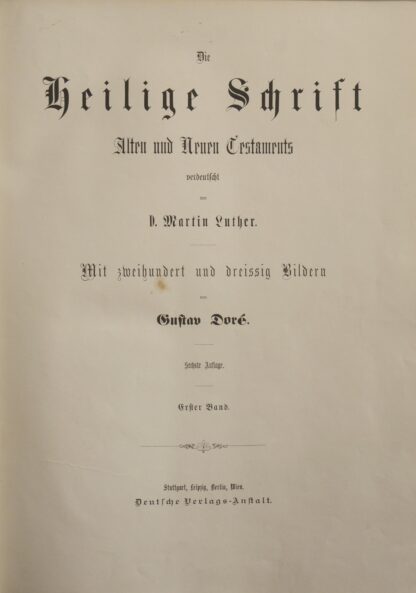 Die
Heilige Schrift
Alten und Neuen Testaments
verdeutscht
von
D. Martin Luther.
Mit zweihundert und dreissig Bildern
von
Gustav Doré.
Sechste Auflage.
Erster Band.
Stuttgart, Leipzig, Berlin, Wien.
Deutsche Verlags-Anstalt.